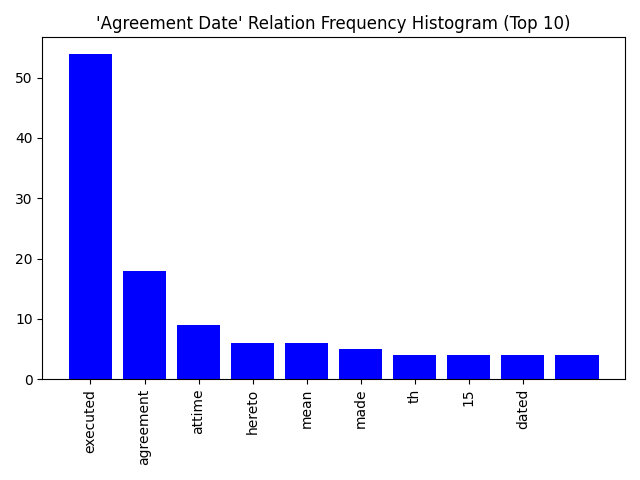 'Agreement Date' Relation Frequency Histogram (Top 10)
50
40
30
20
10
0
executed
agreement
attime
hereto
mean
made
th
15
dated